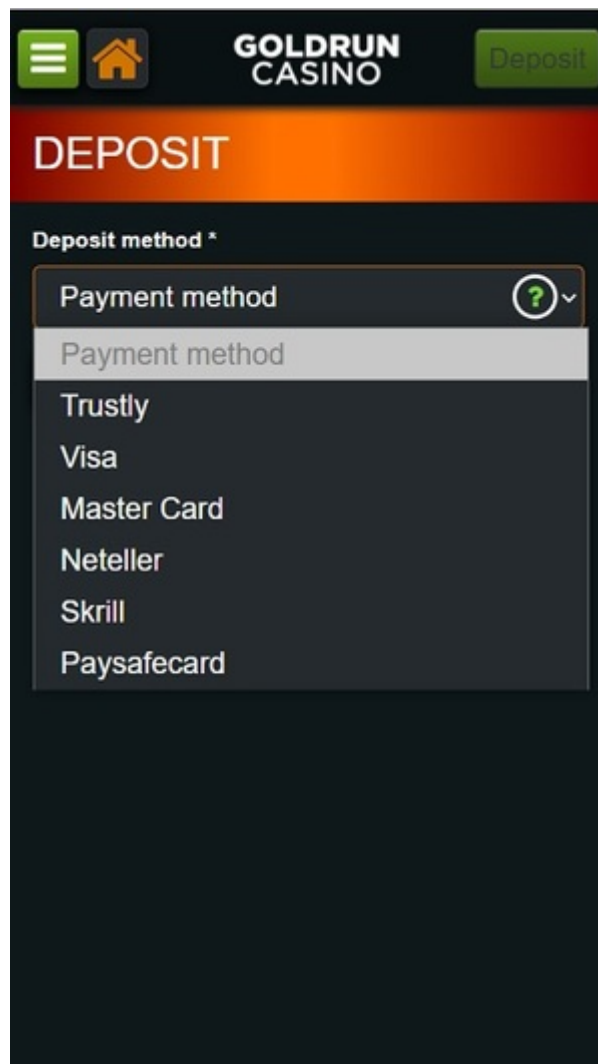 GOLDRUN
CASINO
Deposit
DEPOSIT
Deposit method *
Payment method
?
Payment method
Trustly
Visa
Master Card
Neteller
Skrill
Paysafecard